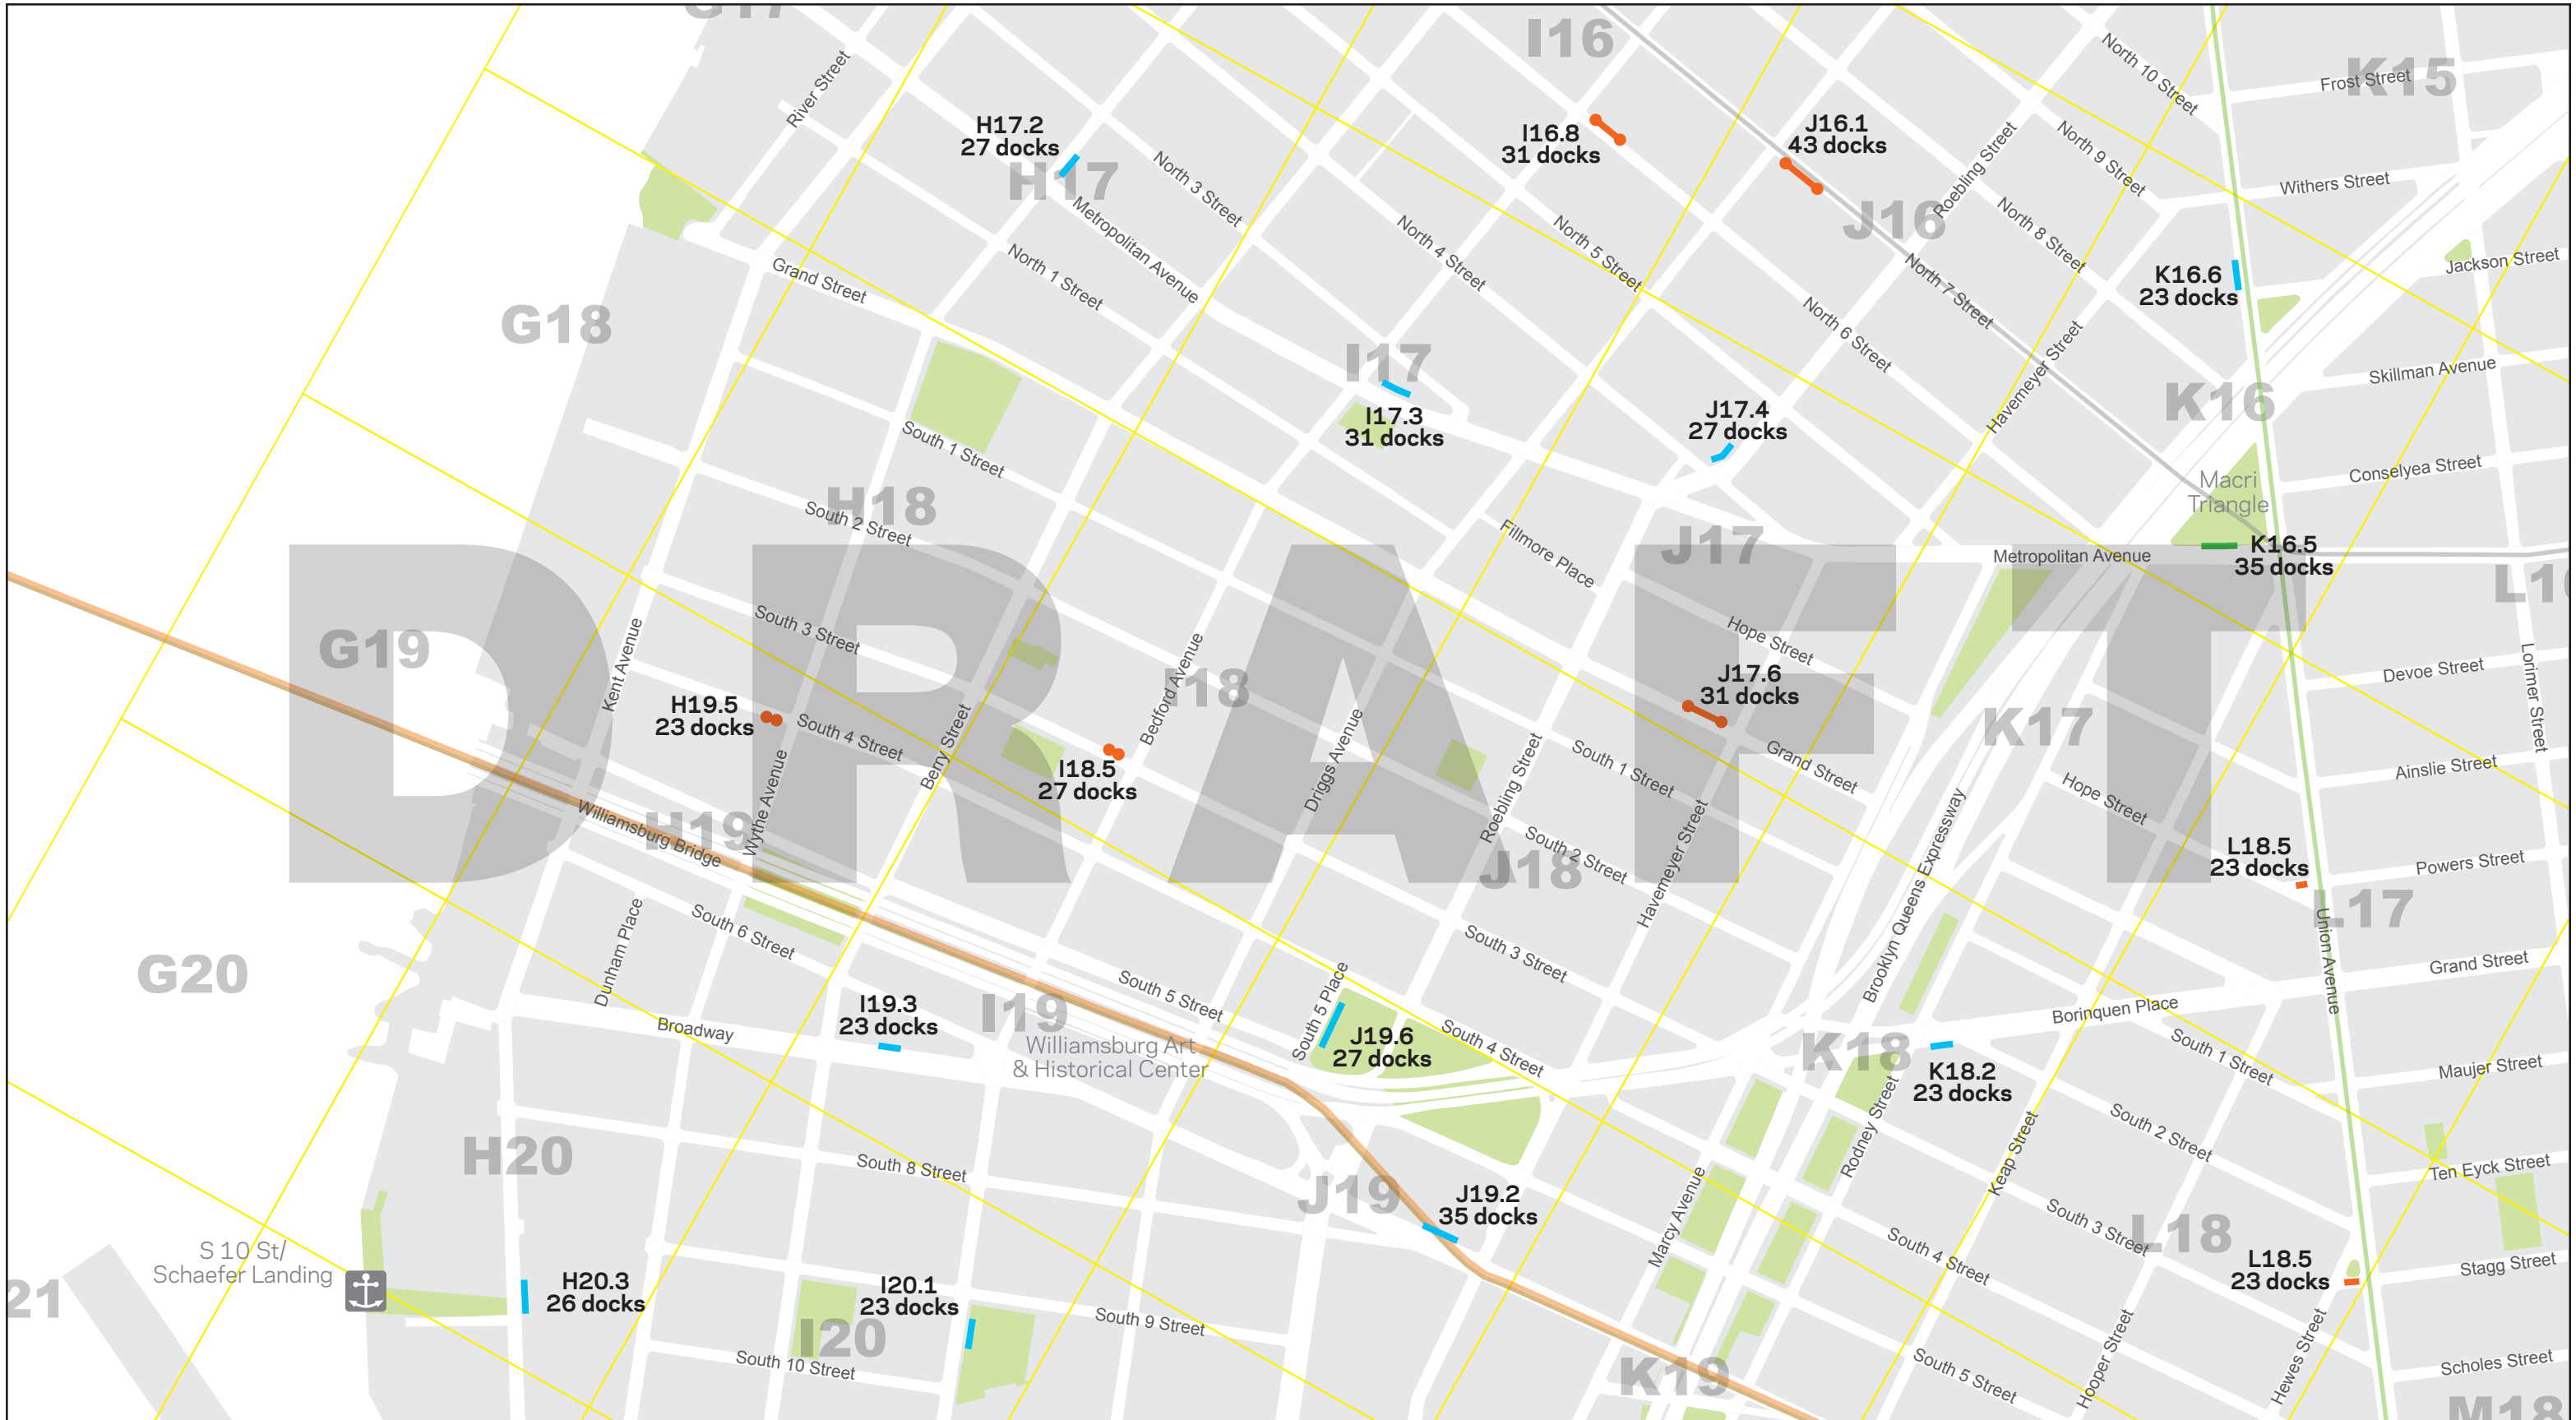 G17
I16
North 10 Street
Frost Street
K15
River Street
H17.2
27 docks
H17
North 3 Street
Metropolitan Avenue
I16.8
31 docks
J16.1
43 docks
J16
Roebling Street
North 9 Street
Withers Street
North 8 Street
North 4 Street
North 5 Street
North 7 Street
Jackson Street
K16.6
23 docks
Grand Street
North 1 Street
G18
North 6 Street
Havemeyer Street
I17
I17.3
31 docks
J17.4
27 docks
Skillman Avenue
K16
South 1 Street
Conselyea Street
Macri
Triangle
H18
South 2 Street
Fillmore Place
J17
Metropolitan Avenue
K16.5
35 docks
L16
DRAFT
G19
South 3 Street
Kent Avenue
Hope Street
Devoe Street
Lorimer Street
I18
Bedford Avenue
J17.6
31 docks
H19.5
23 docks
South 4 Street
Berry Street
Driggs Avenue
Roebling Street
South 1 Street
Grand Street
K17
Ainslie Street
I18.5
27 docks
Hope Street
Wythe Avenue
H19
Williamsburg Bridge
South 2 Street
J18
Havemeyer Street
Brooklyn Queens Expressway
L18.5
23 docks
Powers Street
L17
Union Avenue
South 6 Street
Dunham Place
South 3 Street
Grand Street
G20
South 5 Street
South 5 Place
I19.3
23 docks
I19
Borinquen Place
Broadway
Williamsburg Art
& Historical Center
J19.6
27 docks
South 4 Street
K18
South 1 Street
Maujer Street
K18.2
23 docks
Rodney Street
Keap Street
South 2 Street
H20
South 8 Street
Ten Eyck Street
J19
J19.2
35 docks
Marcy Avenue
South 3 Street
L18
South 4 Street
L18.5
23 docks
Stagg Street
S 10 St/
Schaefer Landing
21
H20.3
26 docks
I20.1
23 docks
I20
South 9 Street
South 10 Street
K19
South 5 Street
Hooper Street
Hewes Street
Scholes Street
M18